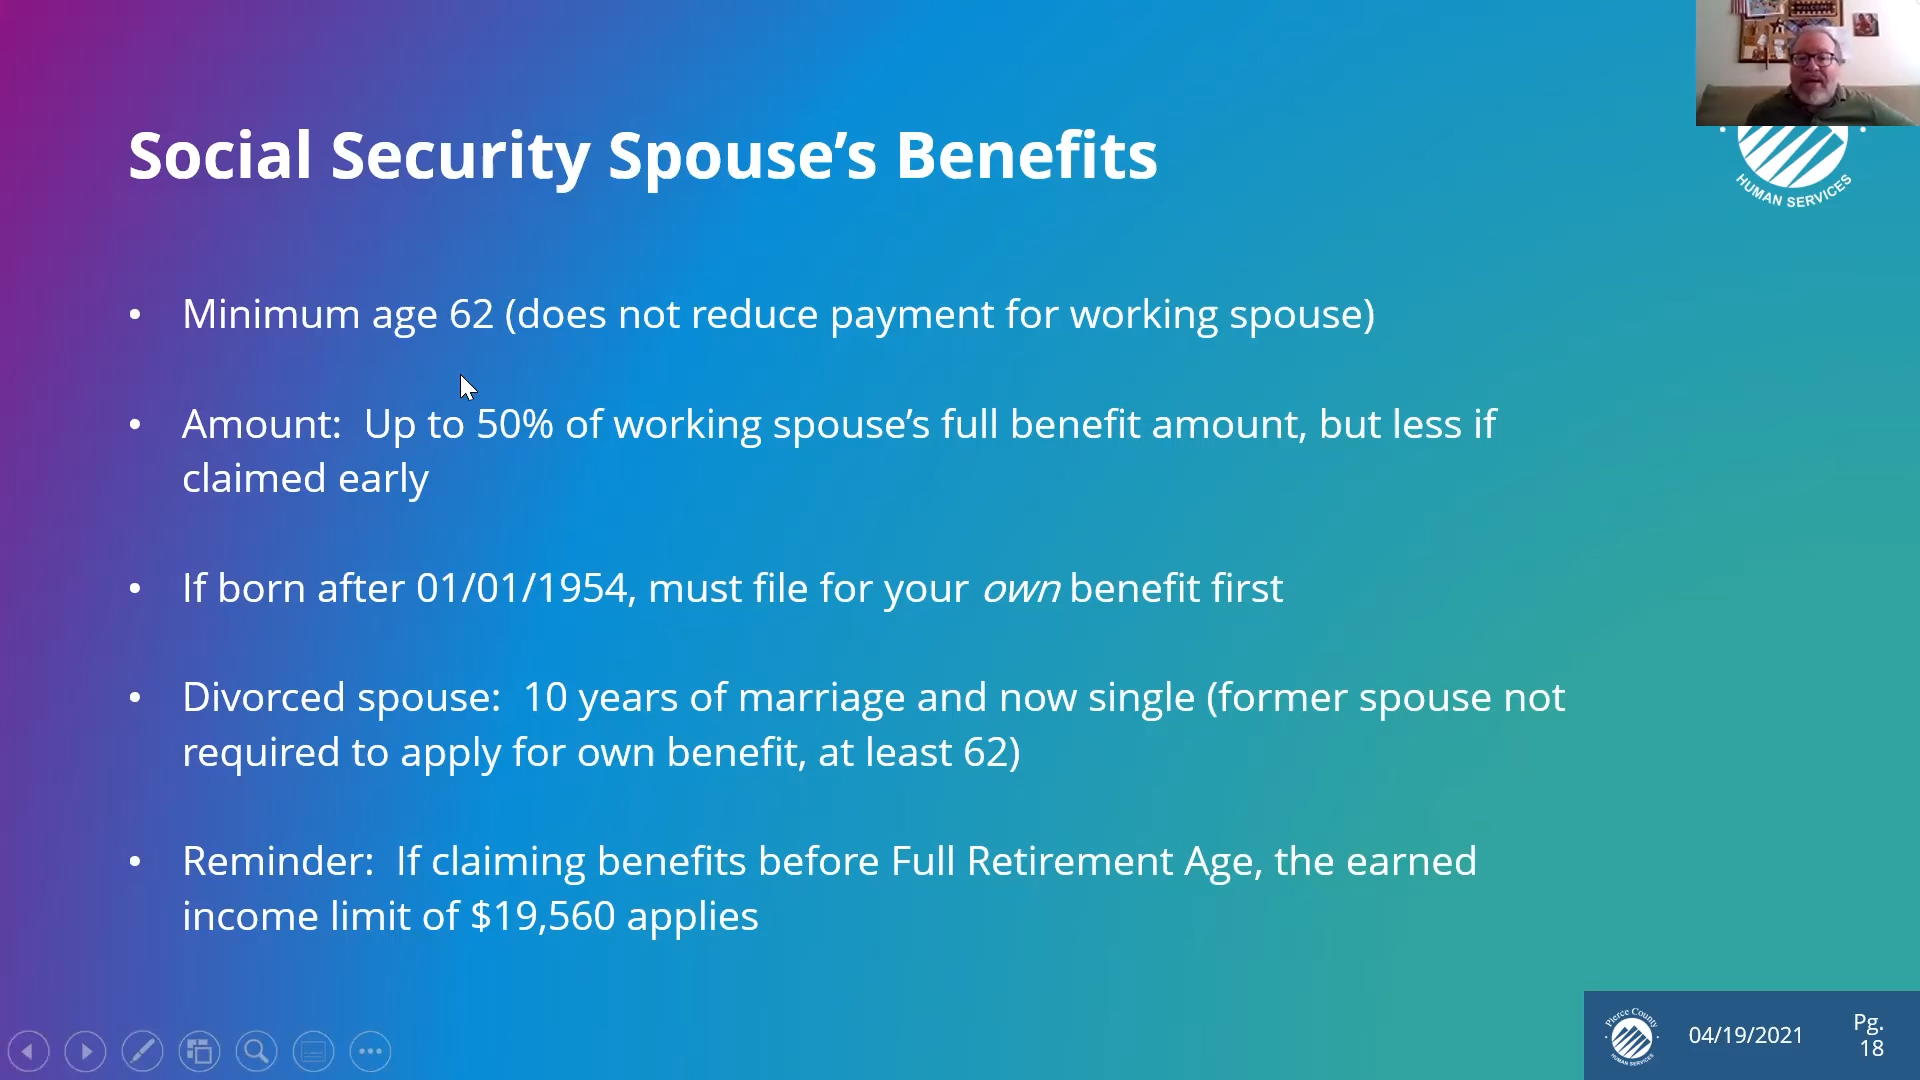 Social Security Spouse’s Benefits
HUMAN SERVICES
• Minimum age 62 (does not reduce payment for working spouse)
• Amount:  Up to 50% of working spouse’s full benefit amount, but less if
claimed early
• If born after 01/01/1954, must file for your own benefit first
• Divorced spouse:  10 years of marriage and now single (former spouse not
required to apply for own benefit, at least 62)
• Reminder:  If claiming benefits before Full Retirement Age, the earned
income limit of $19,560 applies
Pierce County
HUMAN SERVICES
04/19/2021
Pg.
18